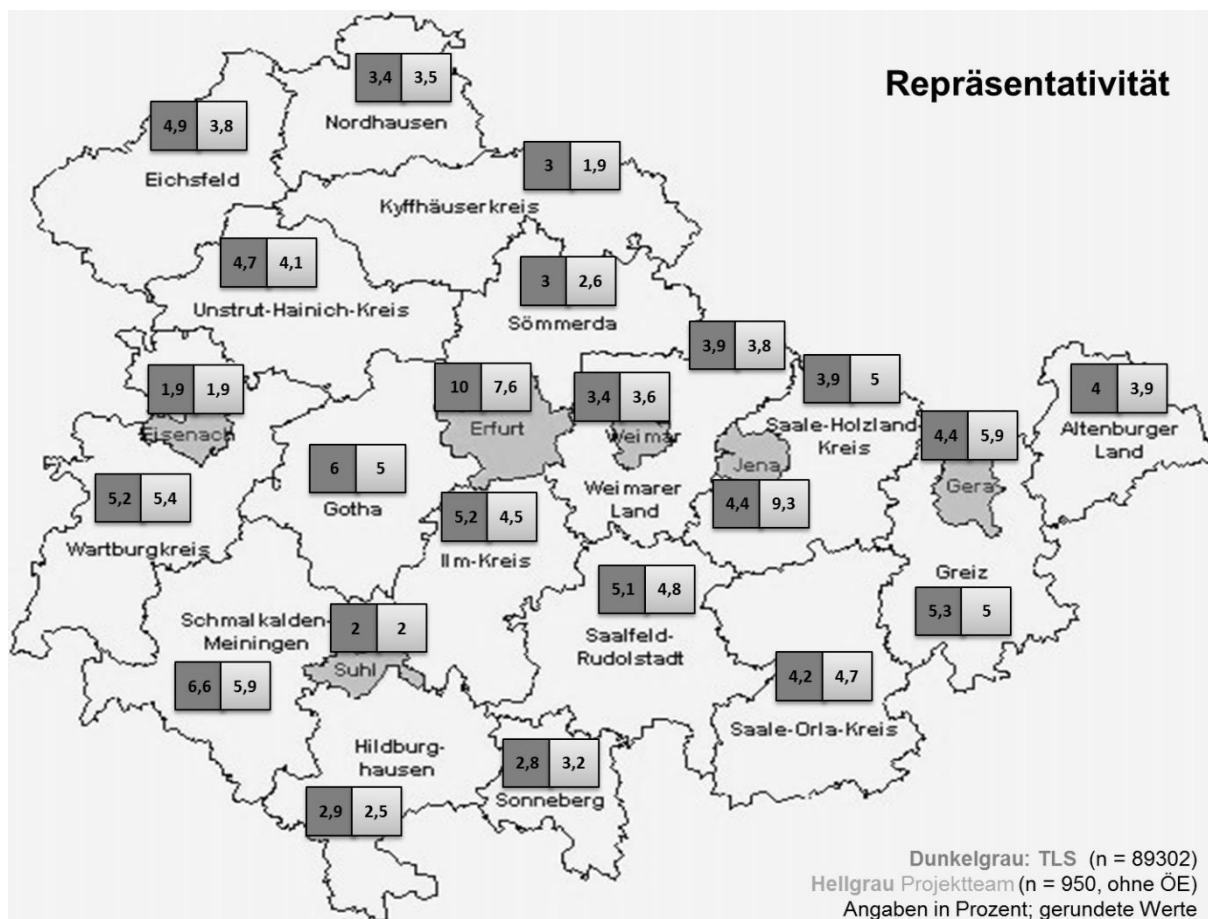 Repräsentativität
3,4 3,5
Nordhausen
4,9 3,8
Eichsfeld
3 1,9
Kyffhäuserkreis
4,7 4,1
Unstrut-Hainich-Kreis
3 2,6
Sömmerda
3,9 3,8
1,9 1,9
Eisenach
10 7,6
Erfurt
3,4 3,6
Weimar
3,9 5
Saale-Holzland-
Kreis
4 3,9
Altenburger
Land
4,4 5,9
Gera
Jena
4,4 9,3
6 5
Gotha
Weimarer
Land
5,2 5,4
Wartburgkreis
5,2 4,5
Ilm-Kreis
Greiz
5,3 5
5,1 4,8
Saalfeld-
Rudolstadt
Schmalkalden-
Meiningen
6,6 5,9
2 2
Suhl
4,2 4,7
Saale-Orla-Kreis
Hildburg-
hausen
2,9 2,5
2,8 3,2
Sonneberg
Dunkelgrau: TLS (n = 89302)
Hellgrau Projektteam (n = 950, ohne ÖE)
Angaben in Prozent; gerundete Werte